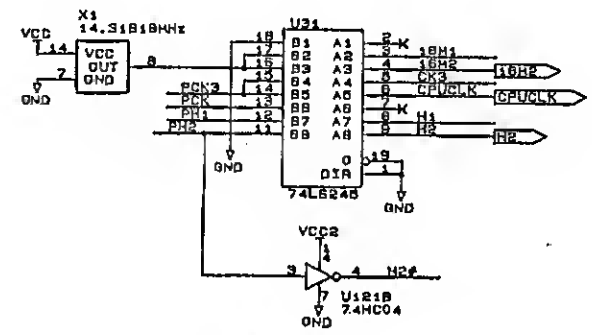 X1
14.31818MHz
VCC
14
VCC
OUT
GND
8
7
GND
U31
18
17
16
15
14
13
12
11
B1
B2
B3
B4
B5
B6
B7
B8
A1
A2
A3
A4
A5
A6
A7
A8
2
3
4
5
6
7
8
9
16M1
16M2
16M2
CK3
CPUCLK
CPUCLK
H1
H2
H2
PCK3
PCK
PH1
PH2
G
19
DIR
1
74LS245
GND
GND
VCC2
14
3
4
H2#
7
U121B
74HC04
GND